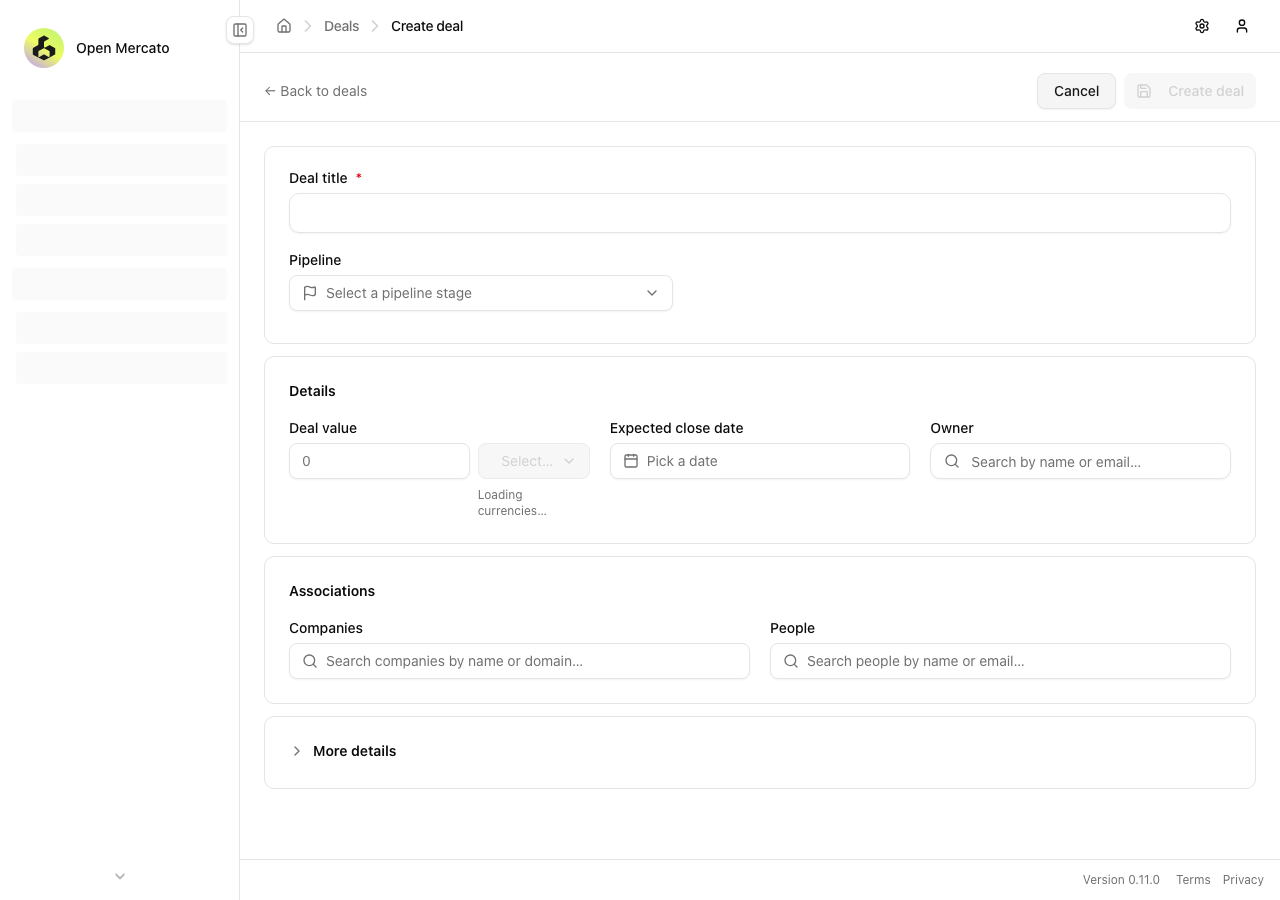 Open Mercato
Deals
Create deal
← Back to deals
Cancel
Create deal
Deal title *
Pipeline
Select a pipeline stage
Details
Deal value
Expected close date
Owner
0
Select...
Pick a date
Search by name or email…
Loading
currencies…
Associations
Companies
People
Search companies by name or domain…
Search people by name or email…
More details
Version 0.11.0
Terms
Privacy